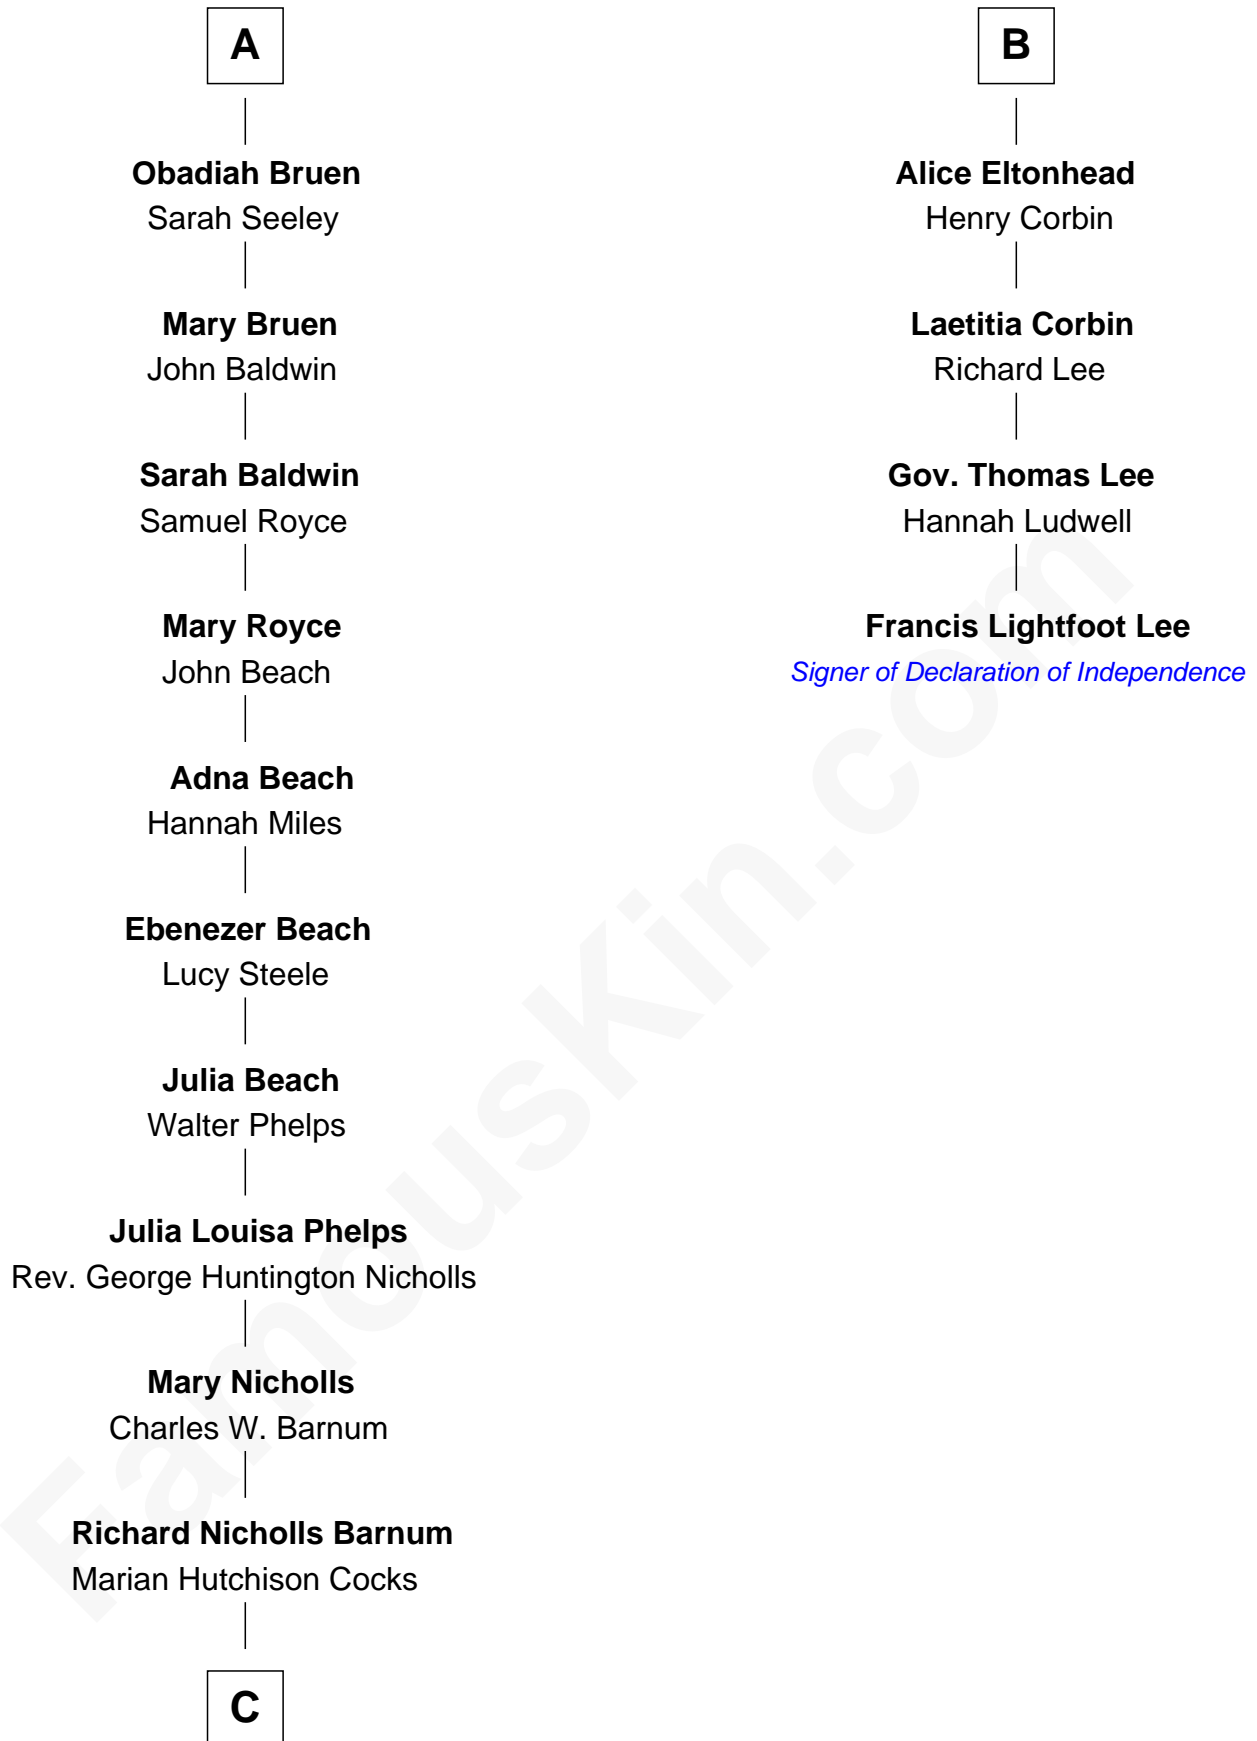 A
Obadiah Bruen
Sarah Seeley
Mary Bruen
John Baldwin
Sarah Baldwin
Samuel Royce
Mary Royce
John Beach
Adna Beach
Hannah Miles
Ebenezer Beach
Lucy Steele
Julia Beach
Walter Phelps
Julia Louisa Phelps
Rev. George Huntington Nicholls
Mary Nicholls
Charles W. Barnum
Richard Nicholls Barnum
Marian Hutchison Cocks
C
B
Alice Eltonhead
Henry Corbin
Laetitia Corbin
Richard Lee
Gov. Thomas Lee
Hannah Ludwell
Francis Lightfoot Lee
Signer of Declaration of Independence
FamousKin.com